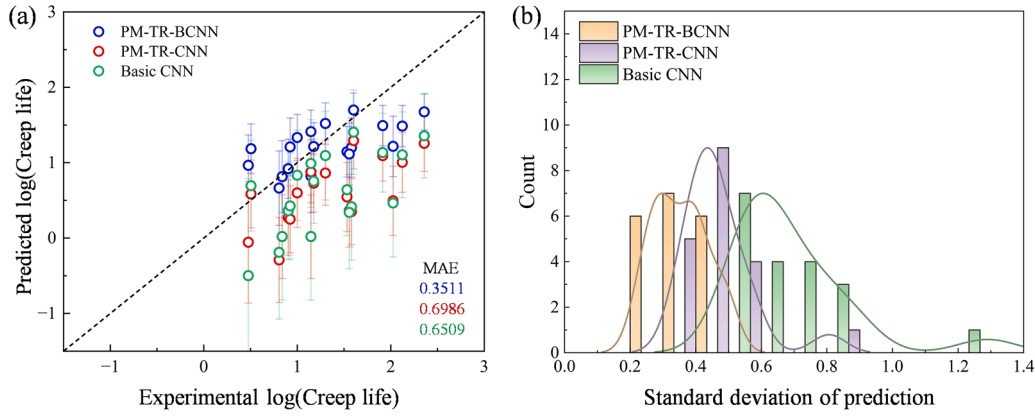 (a)
PM-TR-BCNN
PM-TR-CNN
Basic CNN
3
2
1
0
−1
Predicted log(Creep life)
MAE
0.3511
0.6986
0.6509
−1
0
1
2
3
Experimental log(Creep life)
(b)
PM-TR-BCNN
PM-TR-CNN
Basic CNN
14
12
10
8
6
4
2
0
Count
0.0
0.2
0.4
0.6
0.8
1.0
1.2
1.4
Standard deviation of prediction